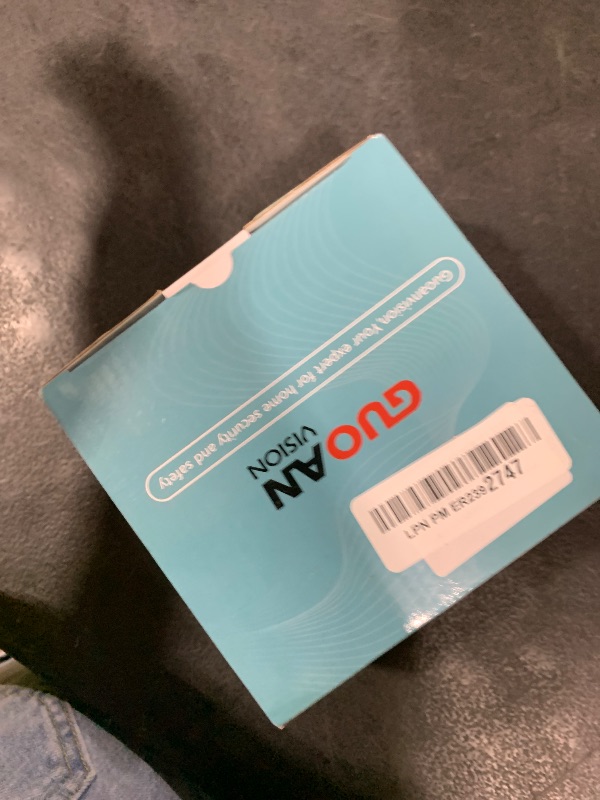 Guoanvision, Your expert for home security and safety
GUOAN
VISION
LPN PM ER2392747